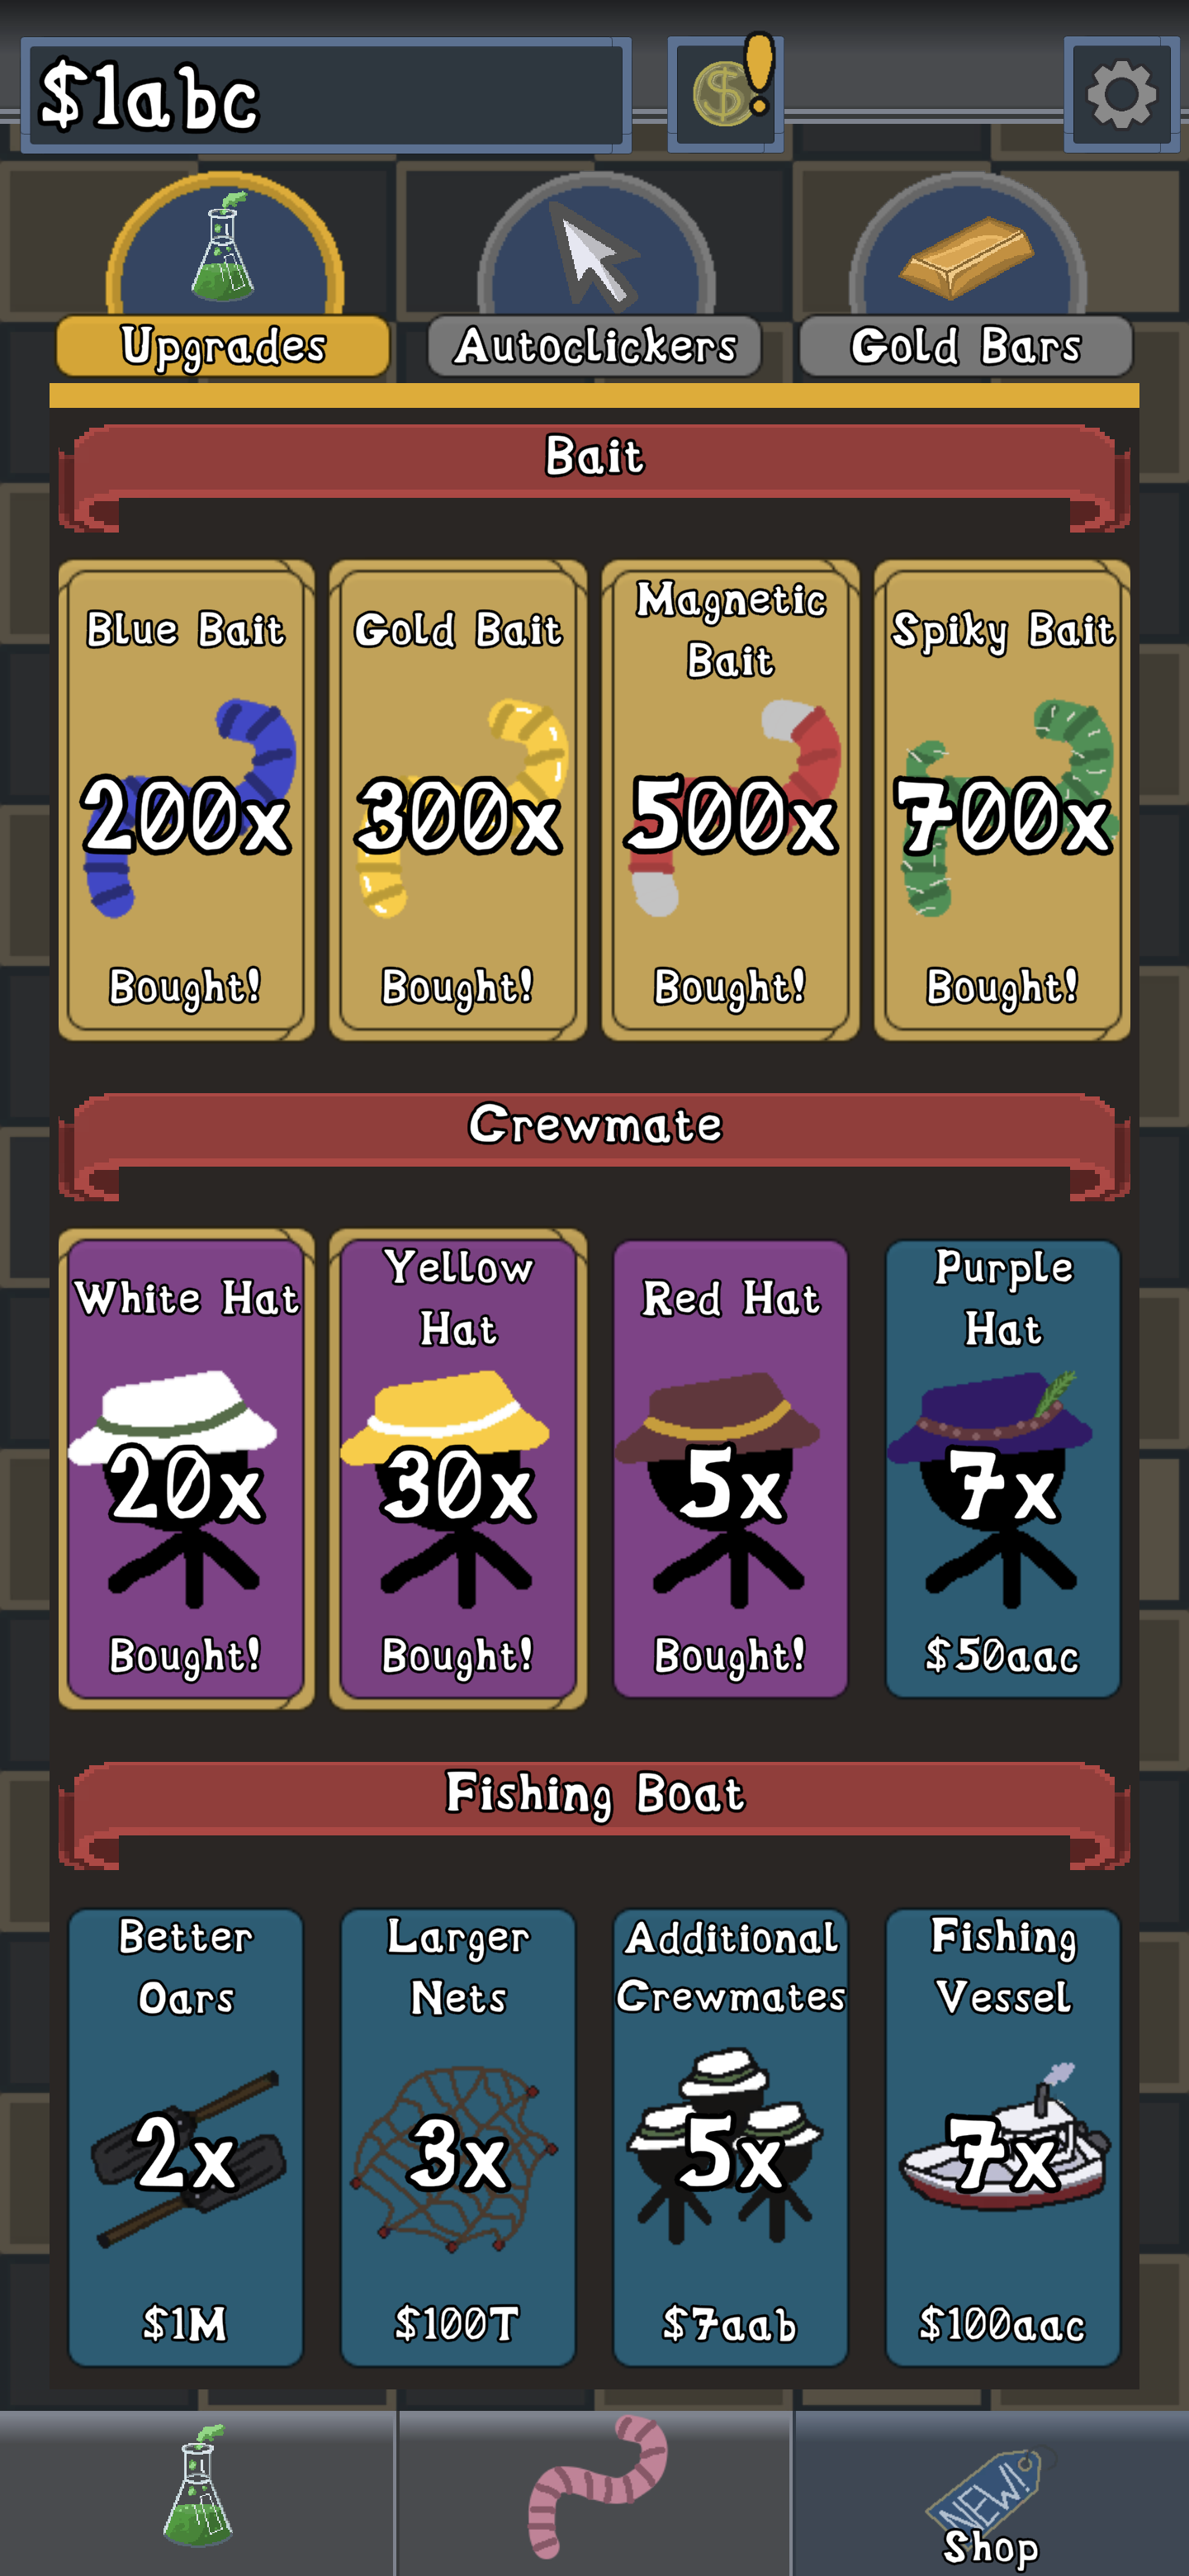 $1abc
Upgrades
Autoclickers
Gold Bars
Bait
Blue Bait
200x
Bought!
Gold Bait
300x
Bought!
Magnetic
Bait
500x
Bought!
Spiky Bait
700x
Bought!
Crewmate
White Hat
20x
Bought!
Yellow
Hat
30x
Bought!
Red Hat
5x
Bought!
Purple
Hat
7x
$50aac
Fishing Boat
Better
Oars
2x
$1M
Larger
Nets
3x
$100T
Additional
Crewmates
5x
$7aab
Fishing
Vessel
7x
$100aac
NEW!
Shop